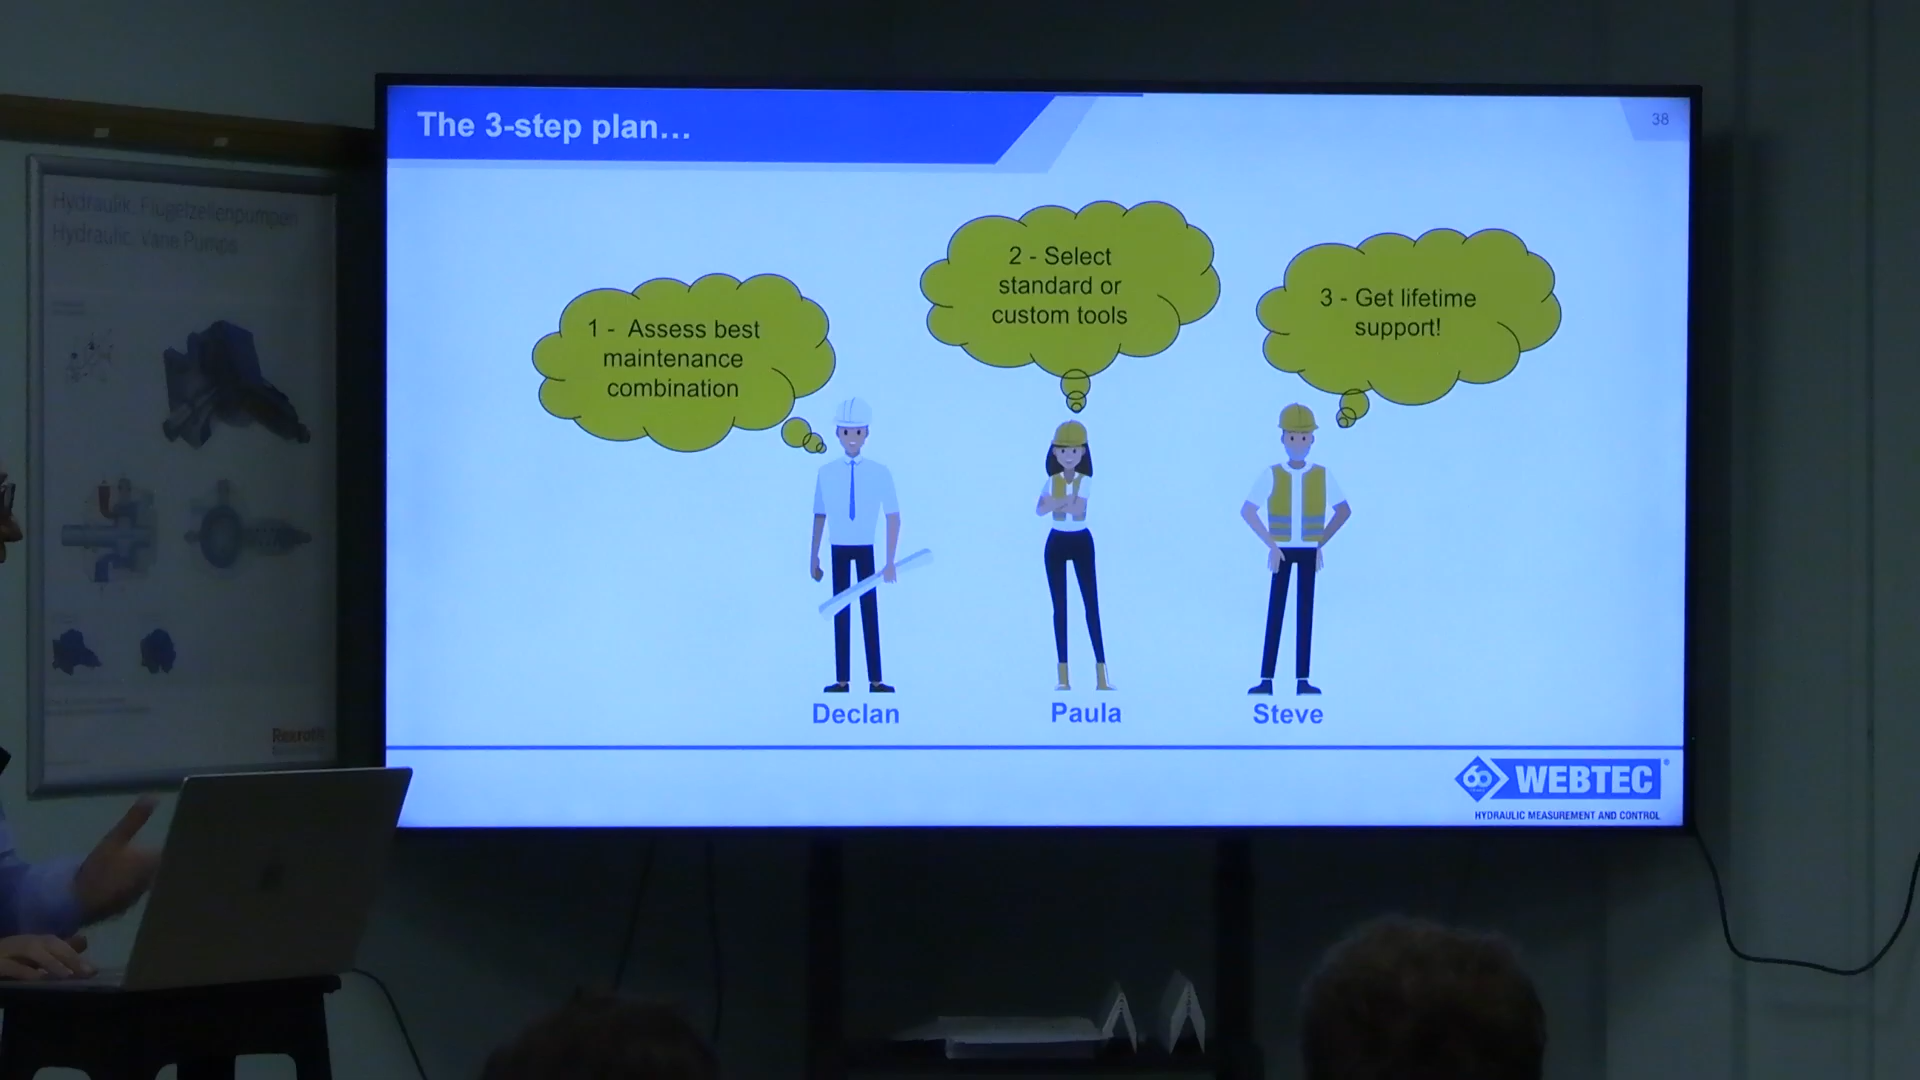 The 3-step plan...
38
Hydraulik. Flügelzellenpumpen
Hydraulic. Vane Pumps
1 - Assess best
maintenance
combination
2 - Select
standard or
custom tools
3 - Get lifetime
support!
Declan
Paula
Steve
Rexroth
60
WEBTEC®
HYDRAULIC MEASUREMENT AND CONTROL